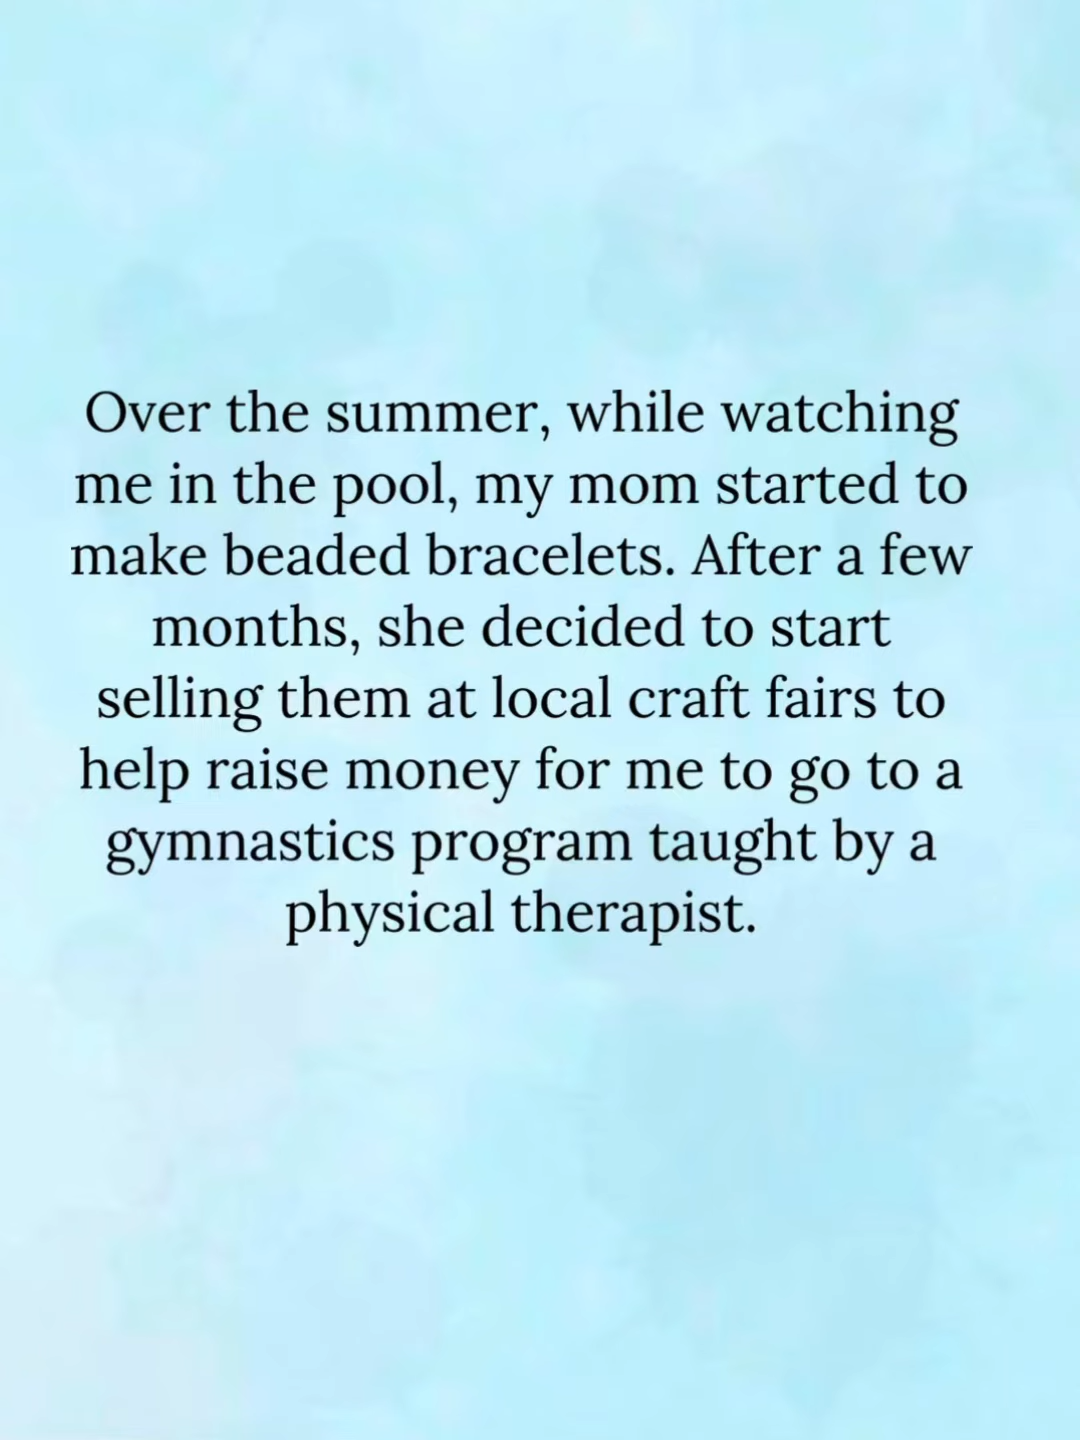 Over the summer, while watching
me in the pool, my mom started to
make beaded bracelets. After a few
months, she decided to start
selling them at local craft fairs to
help raise money for me to go to a
gymnastics program taught by a
physical therapist.